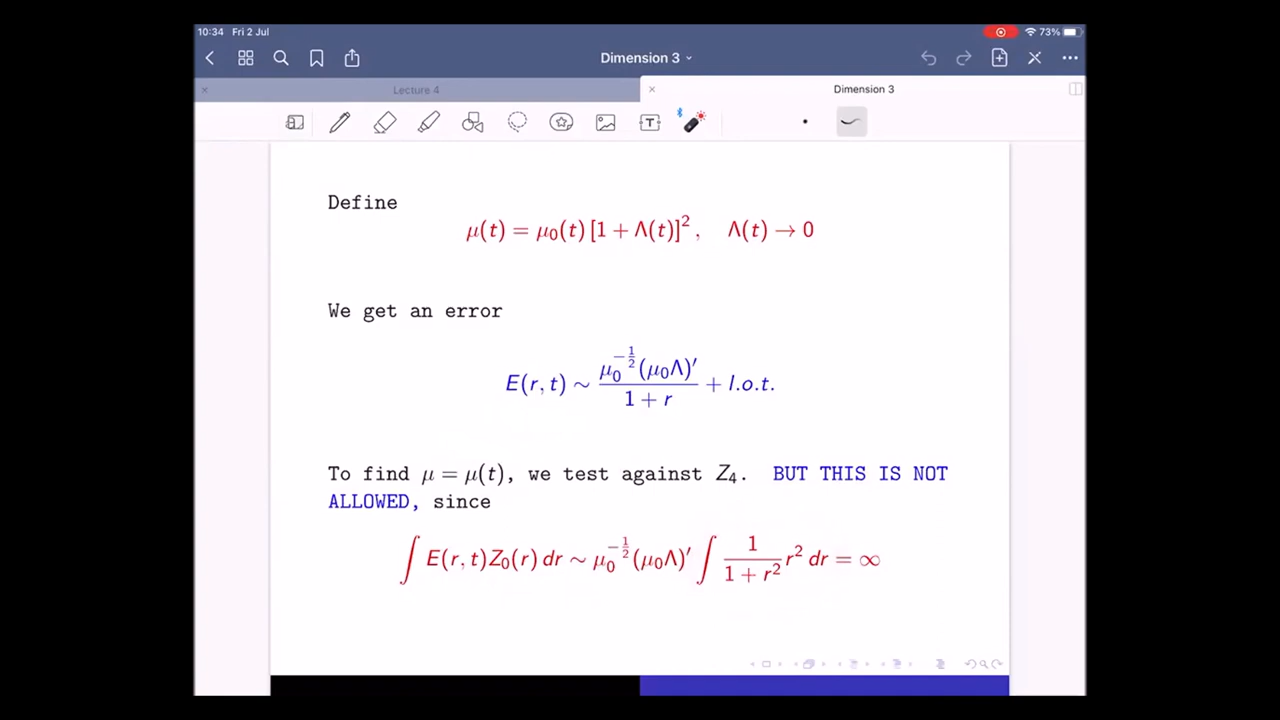 10:34 Fri 2 Jul 73%
Dimension 3
Lecture 4 Dimension 3
Define
μ(t) = μ₀(t) [1 + Λ(t)]², Λ(t) → 0
We get an error
E(r, t) ∼ μ₀^{-1/2}(μ₀Λ)′ / (1 + r) + l.o.t.
To find μ = μ(t), we test against Z₄. BUT THIS IS NOT
ALLOWED, since
∫ E(r, t)Z₀(r) dr ∼ μ₀^{-1/2}(μ₀Λ)′ ∫ 1/(1 + r²) r² dr = ∞